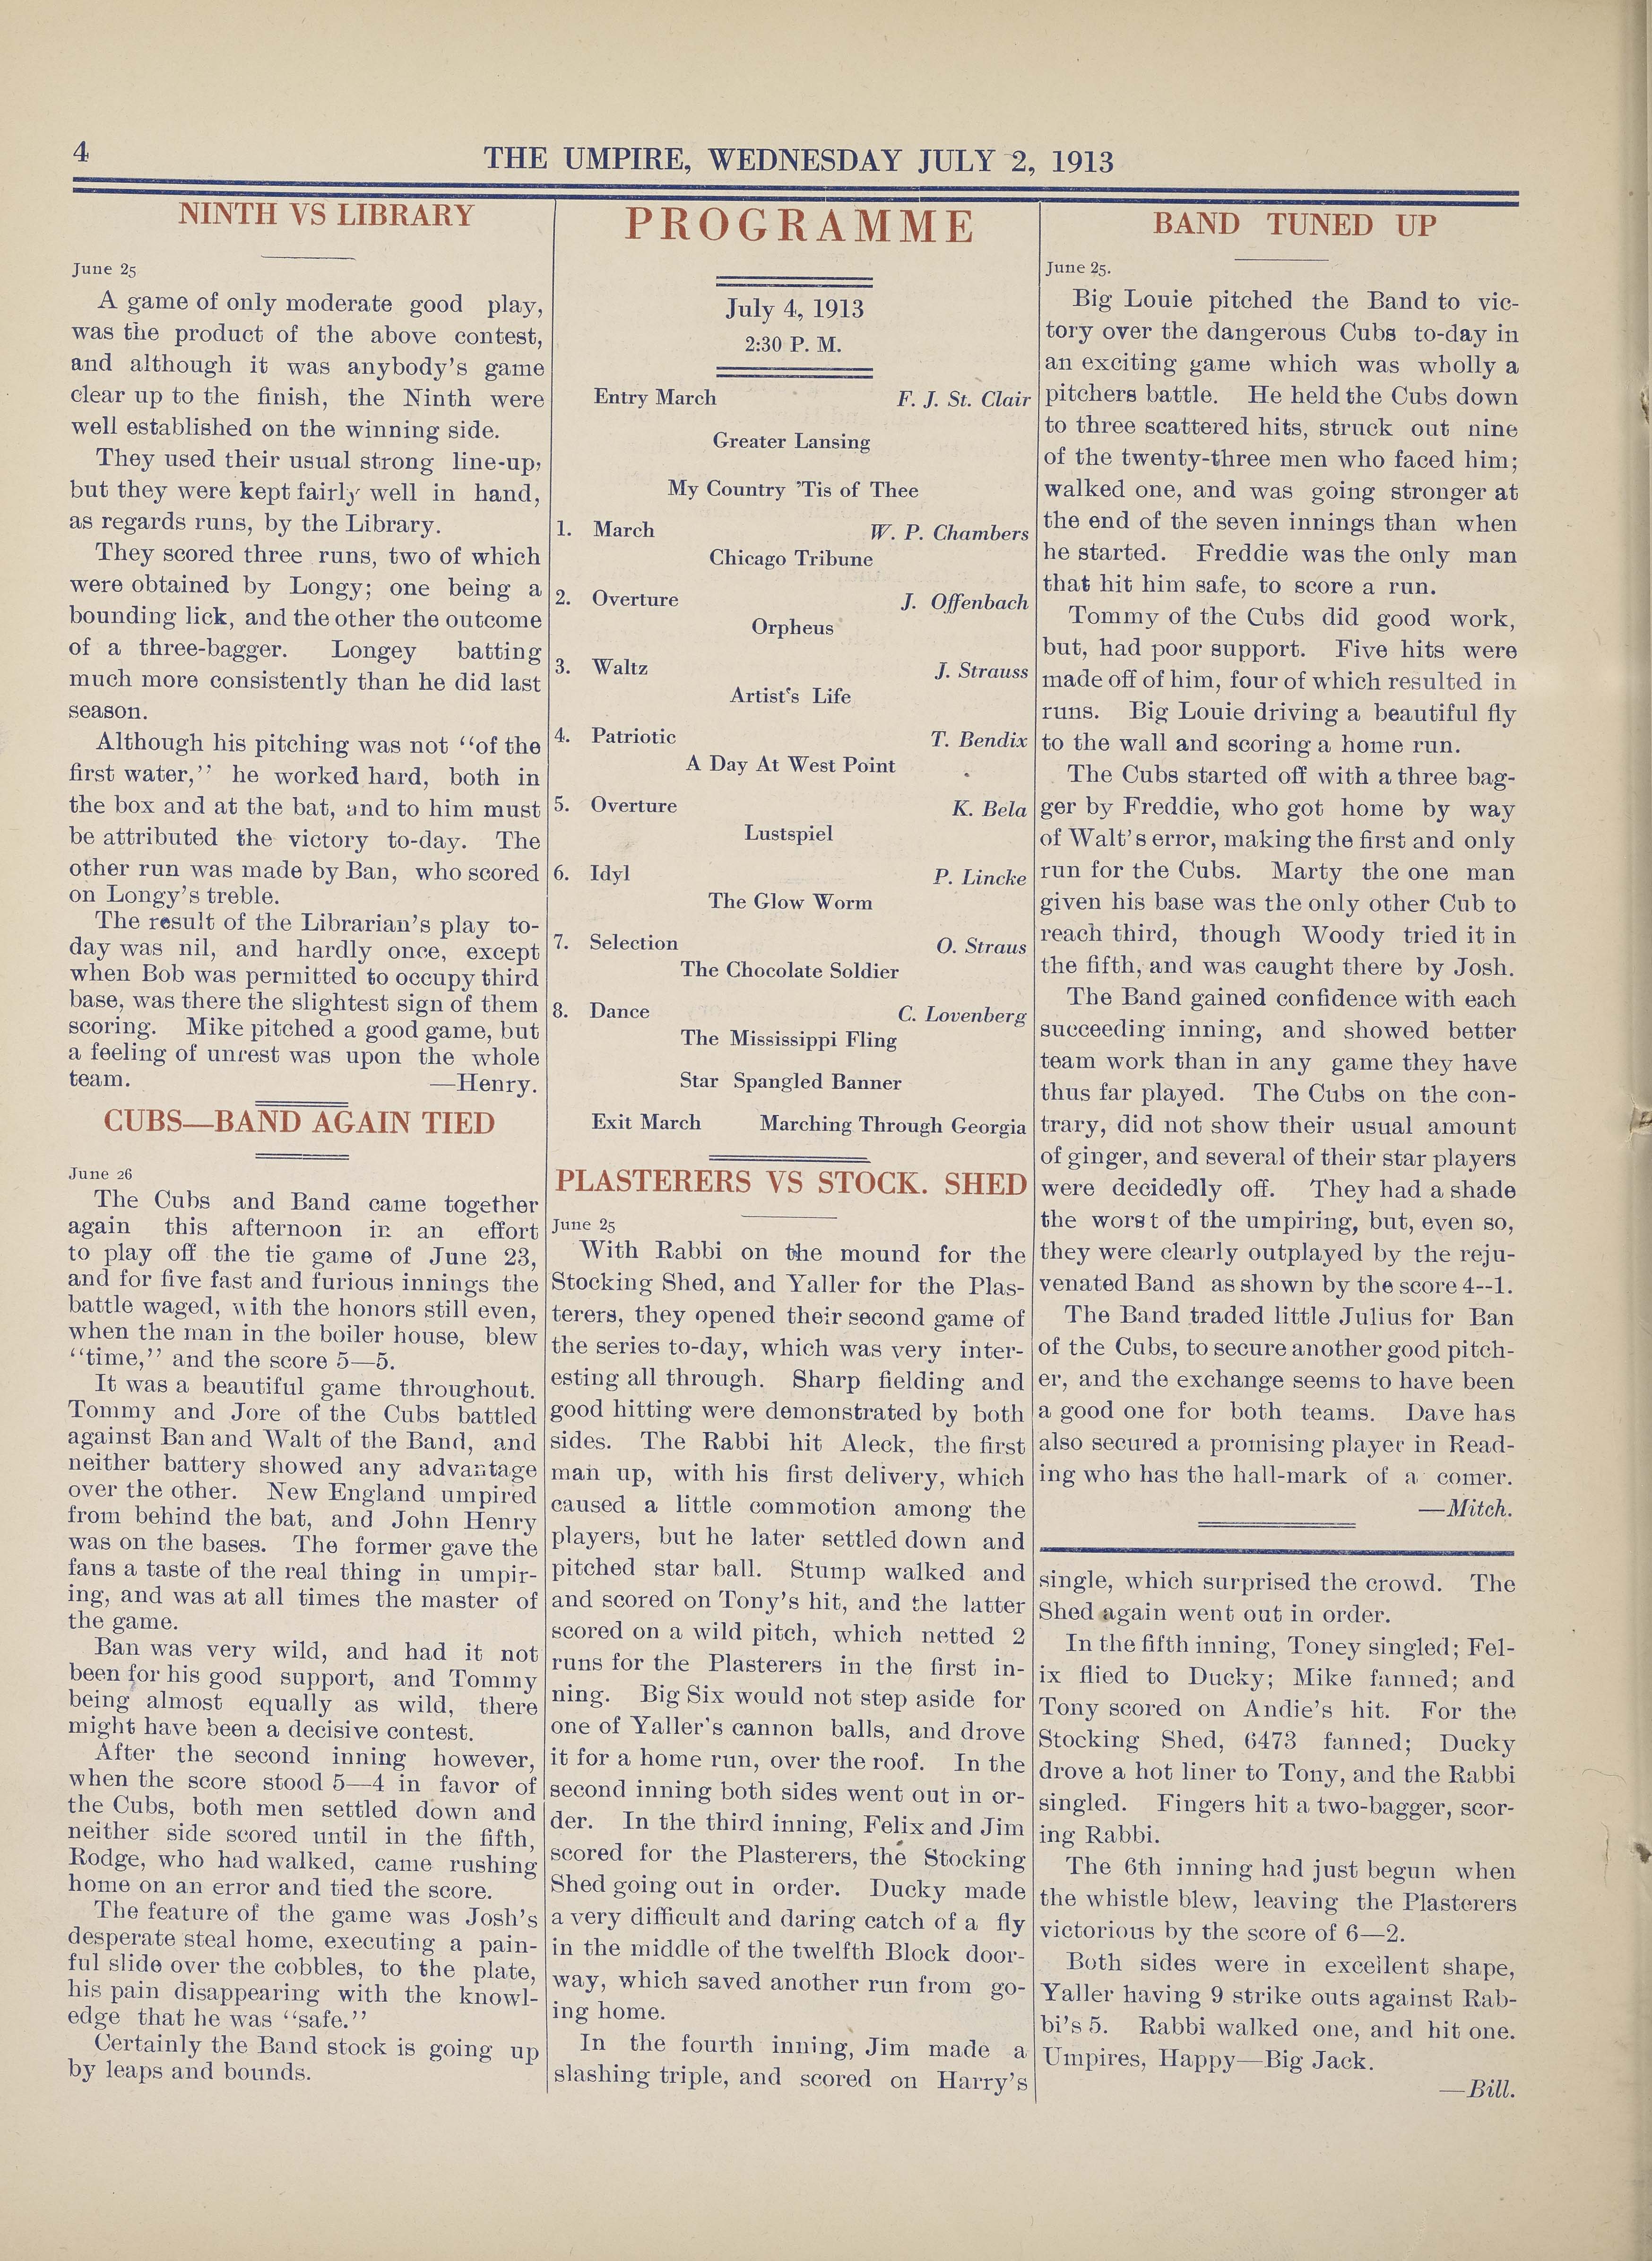 4
THE UMPIRE, WEDNESDAY JULY 2, 1913
NINTH VS LIBRARY
June 25
A game of only moderate good play,
was the product of the above contest,
and although it was anybody's game
clear up to the finish, the Ninth were
well established on the winning side.
They used their usual strong line-up,
but they were kept fairly well in hand,
as regards runs, by the Library.
They scored three runs, two of which
were obtained by Longy; one being a
bounding lick, and the other the outcome
of a three-bagger. Longey batting
much more consistently than he did last
season.
Although his pitching was not ‘‘of the
first water,’’ he worked hard, both in
the box and at the bat, and to him must
be attributed the victory to-day. The
other run was made by Ban, who scored
on Longy's treble.
The result of the Librarian's play to-
day was nil, and hardly once, except
when Bob was permitted to occupy third
base, was there the slightest sign of them
scoring. Mike pitched a good game, but
a feeling of unrest was upon the whole
team. —Henry.
CUBS—BAND AGAIN TIED
June 26
The Cubs and Band came together
again this afternoon in an effort
to play off the tie game of June 23,
and for five fast and furious innings the
battle waged, with the honors still even,
when the man in the boiler house, blew
‘‘time,’’ and the score 5—5.
It was a beautiful game throughout.
Tommy and Jore of the Cubs battled
against Ban and Walt of the Band, and
neither battery showed any advantage
over the other. New England umpired
from behind the bat, and John Henry
was on the bases. The former gave the
fans a taste of the real thing in umpir-
ing, and was at all times the master of
the game.
Ban was very wild, and had it not
been for his good support, and Tommy
being almost equally as wild, there
might have been a decisive contest.
After the second inning however,
when the score stood 5—4 in favor of
the Cubs, both men settled down and
neither side scored until in the fifth,
Rodge, who had walked, came rushing
home on an error and tied the score.
The feature of the game was Josh's
desperate steal home, executing a pain-
ful slide over the cobbles, to the plate,
his pain disappearing with the knowl-
edge that he was ‘‘safe.’’
Certainly the Band stock is going up
by leaps and bounds.
PROGRAMME
July 4, 1913
2:30 P. M.
Entry March F. J. St. Clair
Greater Lansing
My Country 'Tis of Thee
1. March W. P. Chambers
Chicago Tribune
2. Overture J. Offenbach
Orpheus
3. Waltz J. Strauss
Artist's Life
4. Patriotic T. Bendix
A Day At West Point
5. Overture K. Bela
Lustspiel
6. Idyl P. Lincke
The Glow Worm
7. Selection O. Straus
The Chocolate Soldier
8. Dance C. Lovenberg
The Mississippi Fling
Star Spangled Banner
Exit March Marching Through Georgia
PLASTERERS VS STOCK. SHED
June 25
With Rabbi on the mound for the
Stocking Shed, and Yaller for the Plas-
terers, they opened their second game of
the series to-day, which was very inter-
esting all through. Sharp fielding and
good hitting were demonstrated by both
sides. The Rabbi hit Aleck, the first
man up, with his first delivery, which
caused a little commotion among the
players, but he later settled down and
pitched star ball. Stump walked and
and scored on Tony's hit, and the latter
scored on a wild pitch, which netted 2
runs for the Plasterers in the first in-
ning. Big Six would not step aside for
one of Yaller's cannon balls, and drove
it for a home run, over the roof. In the
second inning both sides went out in or-
der. In the third inning, Felix and Jim
scored for the Plasterers, the Stocking
Shed going out in order. Ducky made
a very difficult and daring catch of a fly
in the middle of the twelfth Block door-
way, which saved another run from go-
ing home.
In the fourth inning, Jim made a
slashing triple, and scored on Harry's
BAND TUNED UP
June 25.
Big Louie pitched the Band to vic-
tory over the dangerous Cubs to-day in
an exciting game which was wholly a
pitchers battle. He held the Cubs down
to three scattered hits, struck out nine
of the twenty-three men who faced him;
walked one, and was going stronger at
the end of the seven innings than when
he started. Freddie was the only man
that hit him safe, to score a run.
Tommy of the Cubs did good work,
but, had poor support. Five hits were
made off of him, four of which resulted in
runs. Big Louie driving a beautiful fly
to the wall and scoring a home run.
The Cubs started off with a three bag-
ger by Freddie, who got home by way
of Walt's error, making the first and only
run for the Cubs. Marty the one man
given his base was the only other Cub to
reach third, though Woody tried it in
the fifth, and was caught there by Josh.
The Band gained confidence with each
succeeding inning, and showed better
team work than in any game they have
thus far played. The Cubs on the con-
trary, did not show their usual amount
of ginger, and several of their star players
were decidedly off. They had a shade
the worst of the umpiring, but, even so,
they were clearly outplayed by the reju-
venated Band as shown by the score 4--1.
The Band traded little Julius for Ban
of the Cubs, to secure another good pitch-
er, and the exchange seems to have been
a good one for both teams. Dave has
also secured a promising player in Read-
ing who has the hall-mark of a comer.
—Mitch.
single, which surprised the crowd. The
Shed again went out in order.
In the fifth inning, Toney singled; Fel-
ix flied to Ducky; Mike fanned; and
Tony scored on Andie's hit. For the
Stocking Shed, 6473 fanned; Ducky
drove a hot liner to Tony, and the Rabbi
singled. Fingers hit a two-bagger, scor-
ing Rabbi.
The 6th inning had just begun when
the whistle blew, leaving the Plasterers
victorious by the score of 6—2.
Both sides were in excellent shape,
Yaller having 9 strike outs against Rab-
bi's 5. Rabbi walked one, and hit one.
Umpires, Happy—Big Jack.
—Bill.